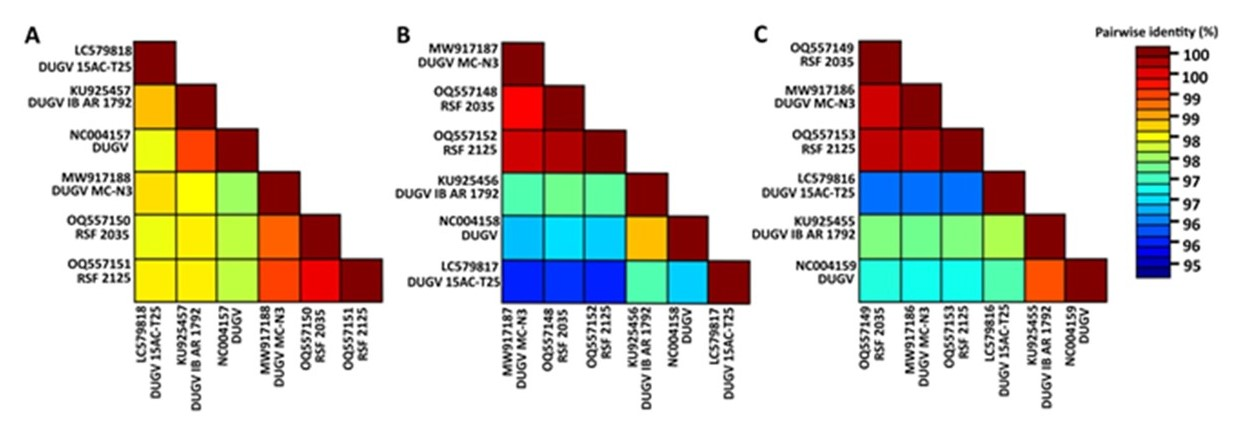 A
LC579818
DUGV 15AC-T25
KU925457
DUGV IB AR 1792
NC004157
DUGV
MW917188
DUGV MC-N3
OQ557150
RSF 2035
OQ557151
RSF 2125
LC579818
DUGV 15AC-T25
KU925457
DUGV IB AR 1792
NC004157
DUGV
MW917188
DUGV MC-N3
OQ557150
RSF 2035
OQ557151
RSF 2125
B
MW917187
DUGV MC-N3
OQ557148
RSF 2035
OQ557152
RSF 2125
KU925456
DUGV IB AR 1792
NC004158
DUGV
LC579817
DUGV 15AC-T25
MW917187
DUGV MC-N3
OQ557148
RSF 2035
OQ557152
RSF 2125
KU925456
DUGV IB AR 1792
NC004158
DUGV
LC579817
DUGV 15AC-T25
C
OQ557149
RSF 2035
MW917186
DUGV MC-N3
OQ557153
RSF 2125
LC579816
DUGV 15AC-T25
KU925455
DUGV IB AR 1792
NC004159
DUGV
OQ557149
RSF 2035
MW917186
DUGV MC-N3
OQ557153
RSF 2125
LC579816
DUGV 15AC-T25
KU925455
DUGV IB AR 1792
NC004159
DUGV
Pairwise identity (%)
100
100
99
99
98
98
97
97
96
96
95